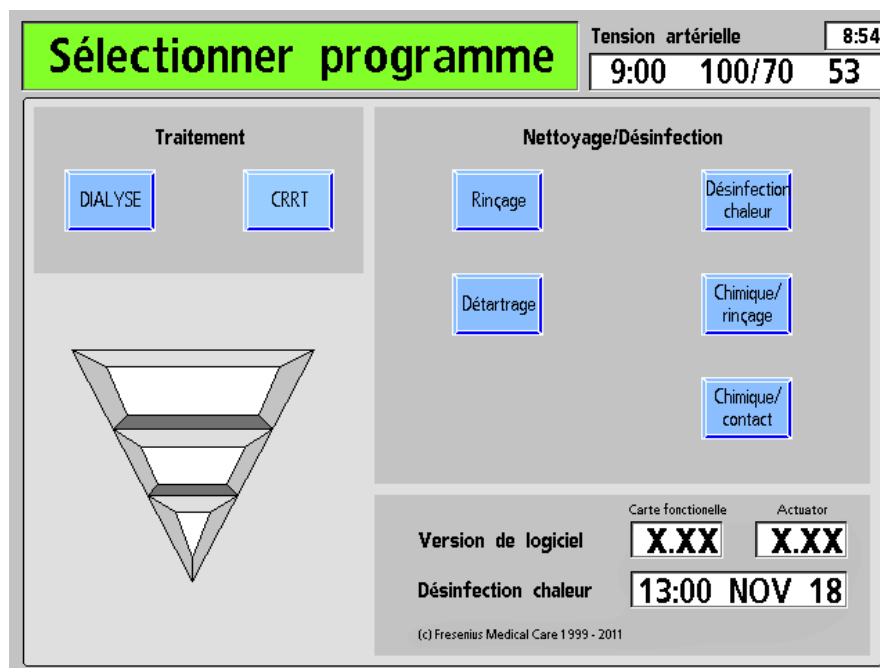 Sélectionner programme
Tension artérielle
8:54
9:00 100/70 53
Traitement
DIALYSE
CRRT
Nettoyage/Désinfection
Rinçage
Désinfection
chaleur
Détartrage
Chimique/
rinçage
Chimique/
contact
Carte fonctionelle
Actuator
Version de logiciel
X.XX
X.XX
Désinfection chaleur
13:00 NOV 18
(c) Fresenius Medical Care 1999 - 2011